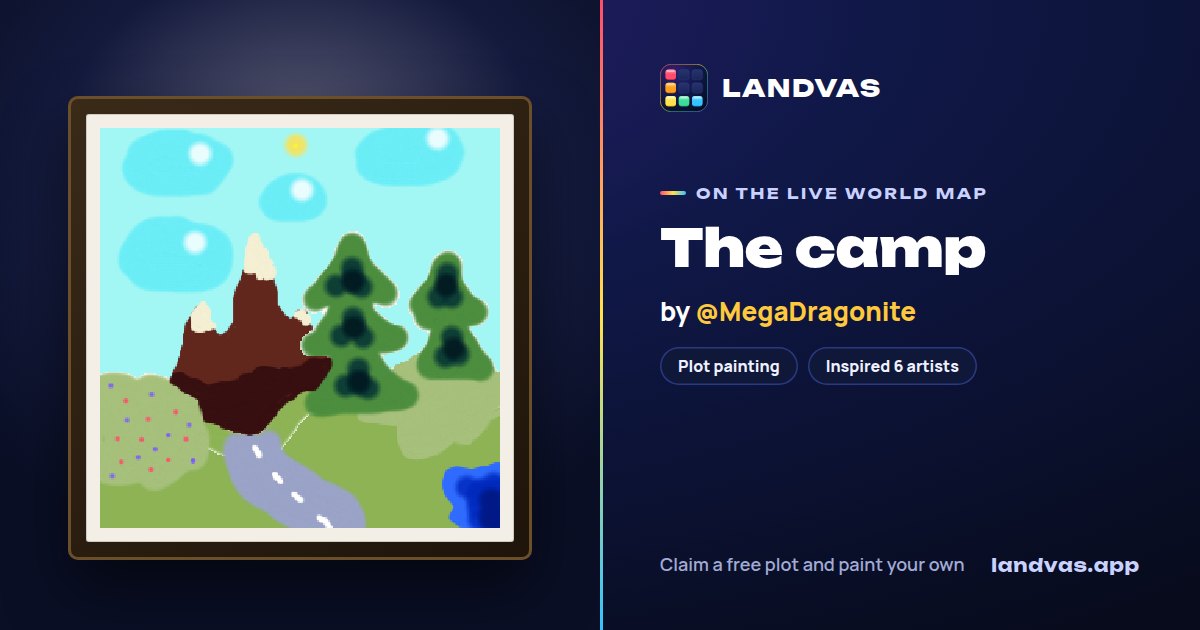 LANDVAS
ON THE LIVE WORLD MAP
The camp
by @MegaDragonite
Plot painting
Inspired 6 artists
Claim a free plot and paint your own
landvas.app